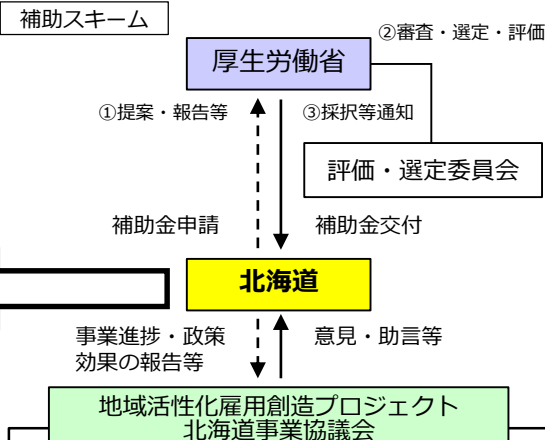 補助スキーム
②審査・選定・評価
厚生労働省
①提案・報告等
③採択等通知
評価・選定委員会
補助金申請
補助金交付
北海道
事業進捗・政策
効果の報告等
意見・助言等
地域活性化雇用創造プロジェクト
北海道事業協議会